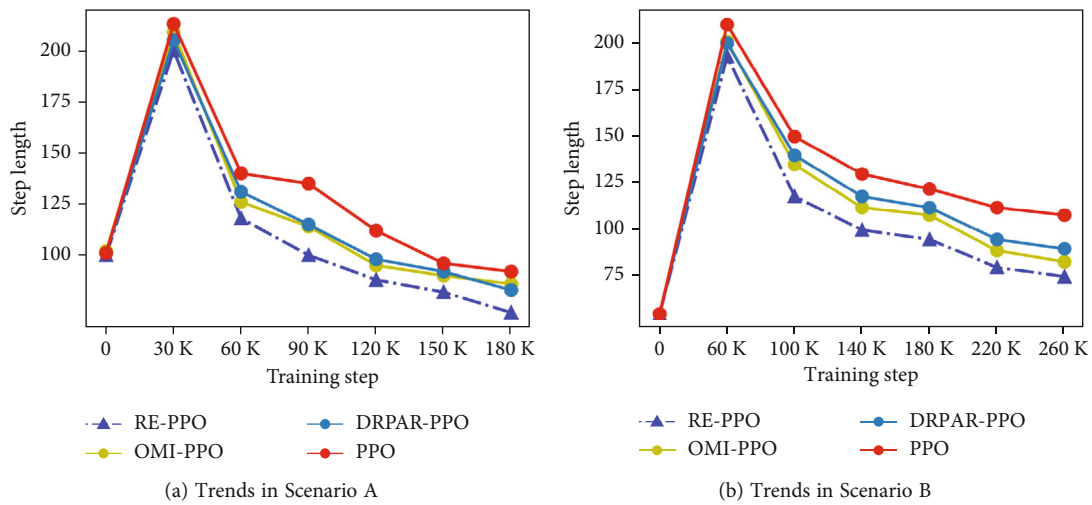 Step length
200
175
150
125
100
0 30 K 60 K 90 K 120 K 150 K 180 K
Training step
RE-PPO DRPAR-PPO
OMI-PPO PPO
(a) Trends in Scenario A
Step length
200
175
150
125
100
75
0 60 K 100 K 140 K 180 K 220 K 260 K
Training step
RE-PPO DRPAR-PPO
OMI-PPO PPO
(b) Trends in Scenario B